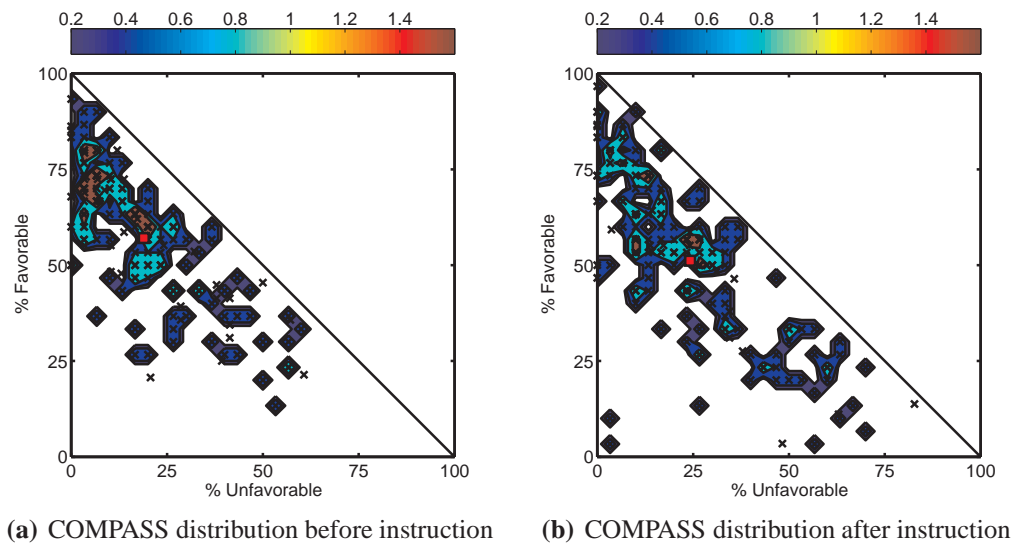 0.2 0.4 0.6 0.8 1 1.2 1.4
100
75
50
25
0
% Favorable
0 25 50 75 100
% Unfavorable
(a) COMPASS distribution before instruction
0.2 0.4 0.6 0.8 1 1.2 1.4
100
75
50
25
0
% Favorable
0 25 50 75 100
% Unfavorable
(b) COMPASS distribution after instruction